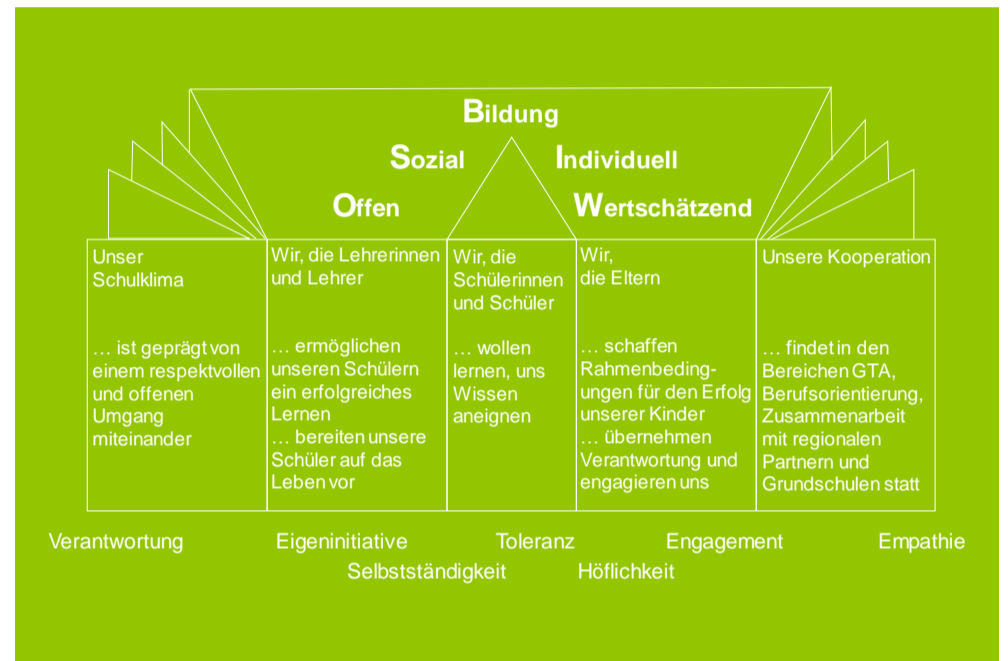 Bildung
Sozial
Individuell
Offen
Wertschätzend
Unser
Schulklima
… ist geprägt von
einem respektvollen
und offenen
Umgang
miteinander
Wir, die Lehrerinnen
und Lehrer
… ermöglichen
unseren Schülern
ein erfolgreiches
Lernen
… bereiten unsere
Schüler auf das
Leben vor
Wir, die
Schülerinnen
und Schüler
… wollen
lernen, uns
Wissen
aneignen
Wir,
die Eltern
… schaffen
Rahmenbeding-
ungen für den Erfolg
unserer Kinder
… übernehmen
Verantwortung und
engagieren uns
Unsere Kooperation
… findet in den
Bereichen GTA,
Berufsorientierung,
Zusammenarbeit
mit regionalen
Partnern und
Grundschulen statt
Verantwortung
Eigeninitiative
Toleranz
Engagement
Empathie
Selbstständigkeit
Höflichkeit